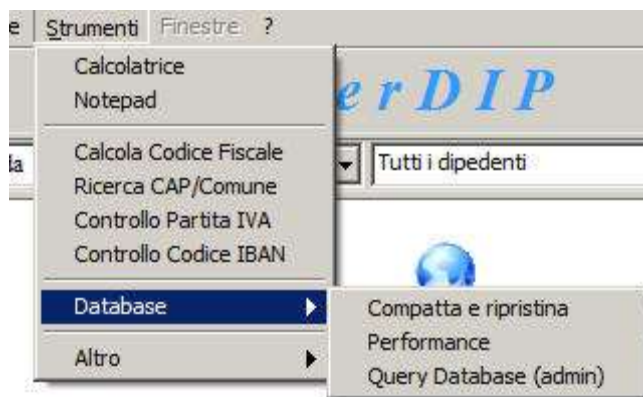 e Strumenti Finestre ?
Calcolatrice
Notepad
e r D I P
Calcola Codice Fiscale
la
Tutti i dipedenti
Ricerca CAP/Comune
Controllo Partita IVA
Controllo Codice IBAN
Database
Compatta e ripristina
Performance
Altro
Query Database (admin)